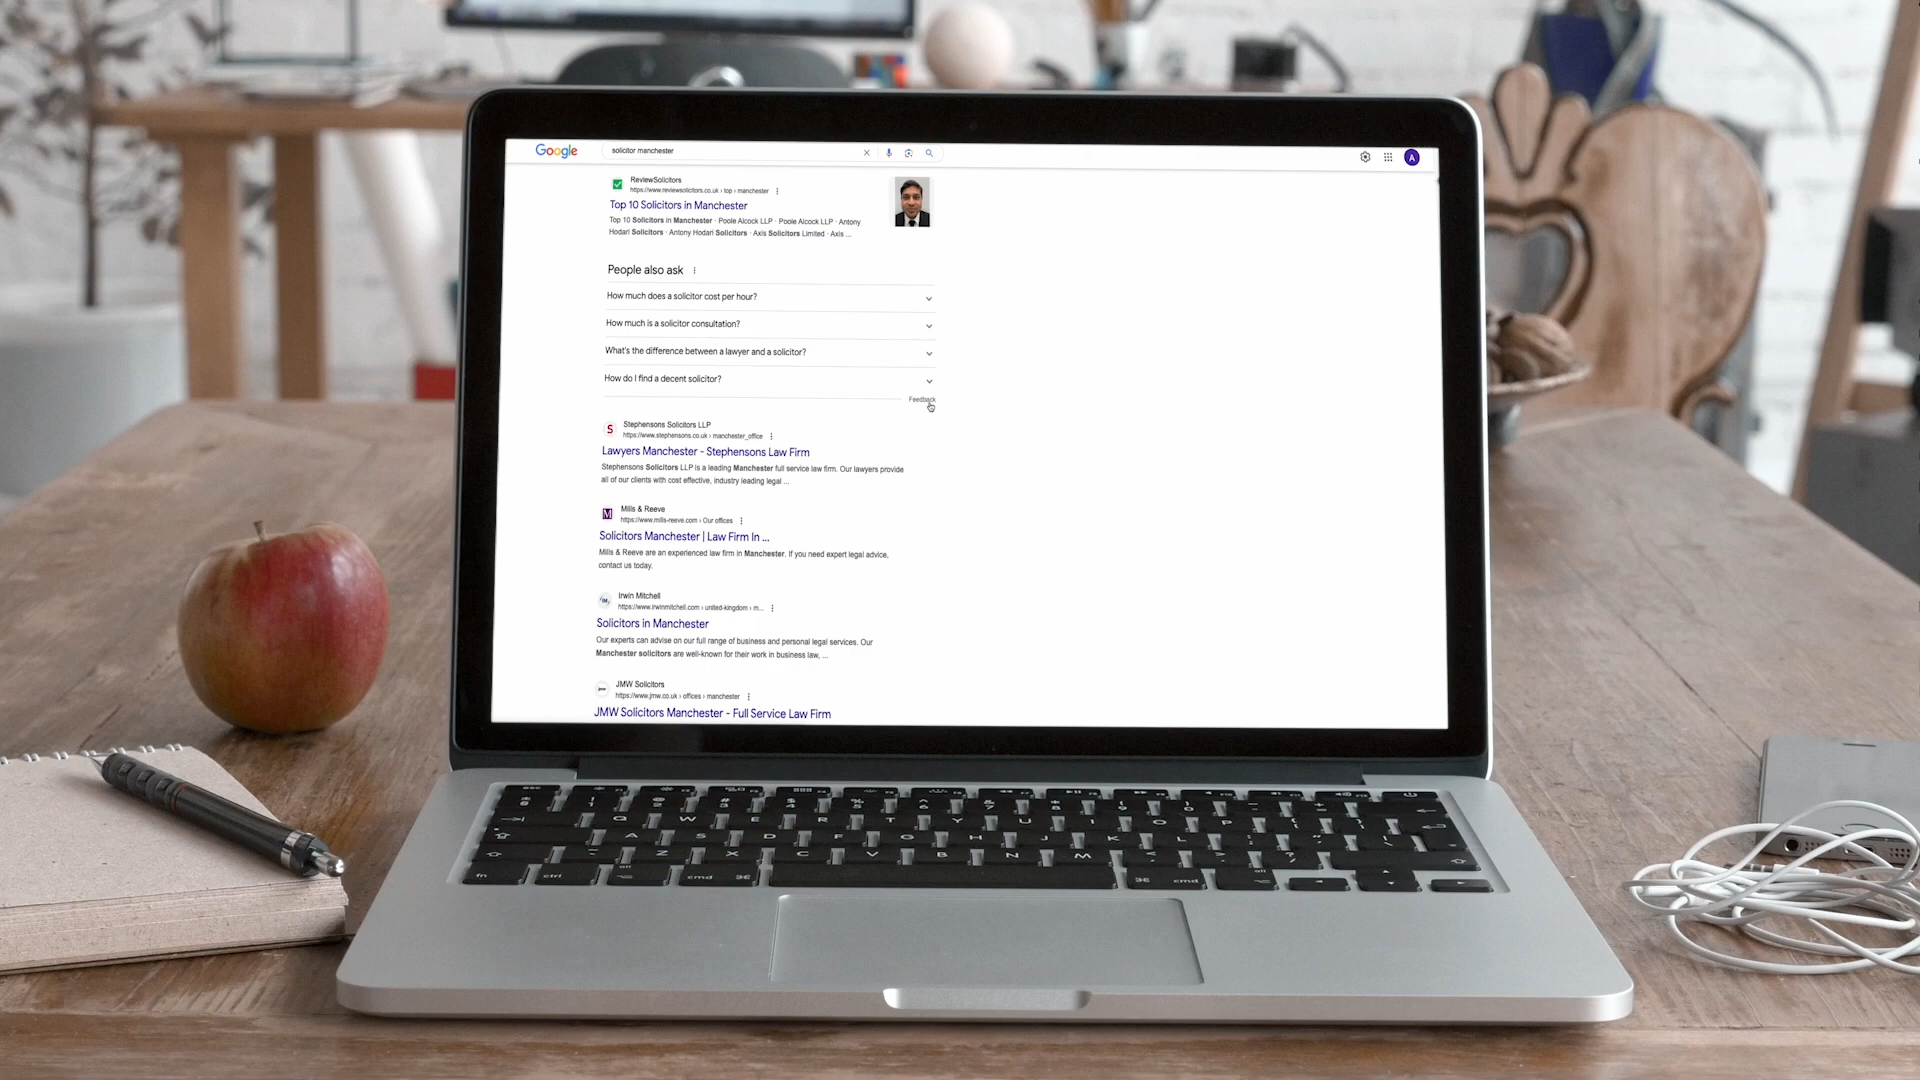 Google
solicitor manchester
A
ReviewSolicitors
https://www.reviewsolicitors.co.uk › top › manchester
Top 10 Solicitors in Manchester
Top 10 Solicitors in Manchester · Poole Alcock LLP · Poole Alcock LLP · Antony
Hodari Solicitors · Antony Hodari Solicitors · Axis Solicitors Limited · Axis ...
People also ask
How much does a solicitor cost per hour?
How much is a solicitor consultation?
What's the difference between a lawyer and a solicitor?
How do I find a decent solicitor?
Feedback
S
Stephensons Solicitors LLP
https://www.stephensons.co.uk › manchester_office
Lawyers Manchester - Stephensons Law Firm
Stephensons Solicitors LLP is a leading Manchester full service law firm. Our lawyers provide
all of our clients with cost effective, industry leading legal ...
M
Mills & Reeve
https://www.mills-reeve.com › Our offices
Solicitors Manchester | Law Firm In ...
Mills & Reeve are an experienced law firm in Manchester. If you need expert legal advice,
contact us today.
Irwin Mitchell
https://www.irwinmitchell.com › united-kingdom › m...
Solicitors in Manchester
Our experts can advise on our full range of business and personal legal services. Our
Manchester solicitors are well-known for their work in business law, ...
JMW Solicitors
https://www.jmw.co.uk › offices › manchester
JMW Solicitors Manchester - Full Service Law Firm
esc
Q W E R T Y U I O P
A S D F G H J K L
Z X C V B N M
fn ctrl alt cmd ⌘ ⌘ cmd alt